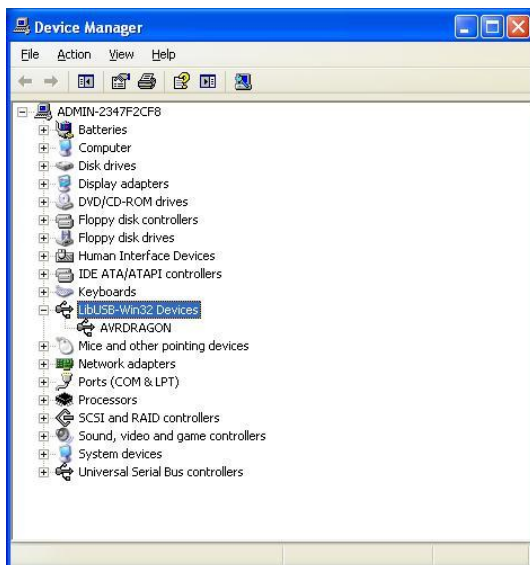 Device Manager
File Action View Help
ADMIN-2347F2CF8
Batteries
Computer
Disk drives
Display adapters
DVD/CD-ROM drives
Floppy disk controllers
Floppy disk drives
Human Interface Devices
IDE ATA/ATAPI controllers
Keyboards
LibUSB-Win32 Devices
AVRDRAGON
Mice and other pointing devices
Network adapters
Ports (COM & LPT)
Processors
SCSI and RAID controllers
Sound, video and game controllers
System devices
Universal Serial Bus controllers